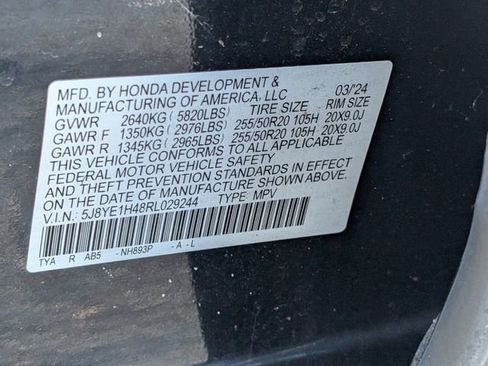 MFD. BY HONDA DEVELOPMENT &
MANUFACTURING OF AMERICA, LLC 03/'24
GVWR 2640KG( 5820LBS) TIRE SIZE RIM SIZE
GAWR F 1350KG( 2976LBS) 255/50R20 105H 20X9.0J
GAWR R 1345KG( 2965LBS) 255/50R20 105H 20X9.0J
THIS VEHICLE CONFORMS TO ALL APPLICABLE
FEDERAL MOTOR VEHICLE SAFETY
AND THEFT PREVENTION STANDARDS IN EFFECT
ON THE DATE OF MANUFACTURE SHOWN ABOVE.
V.I.N.: 5J8YE1H48RL029244 TYPE: MPV
TYA R AB5 -NH893P -A-L